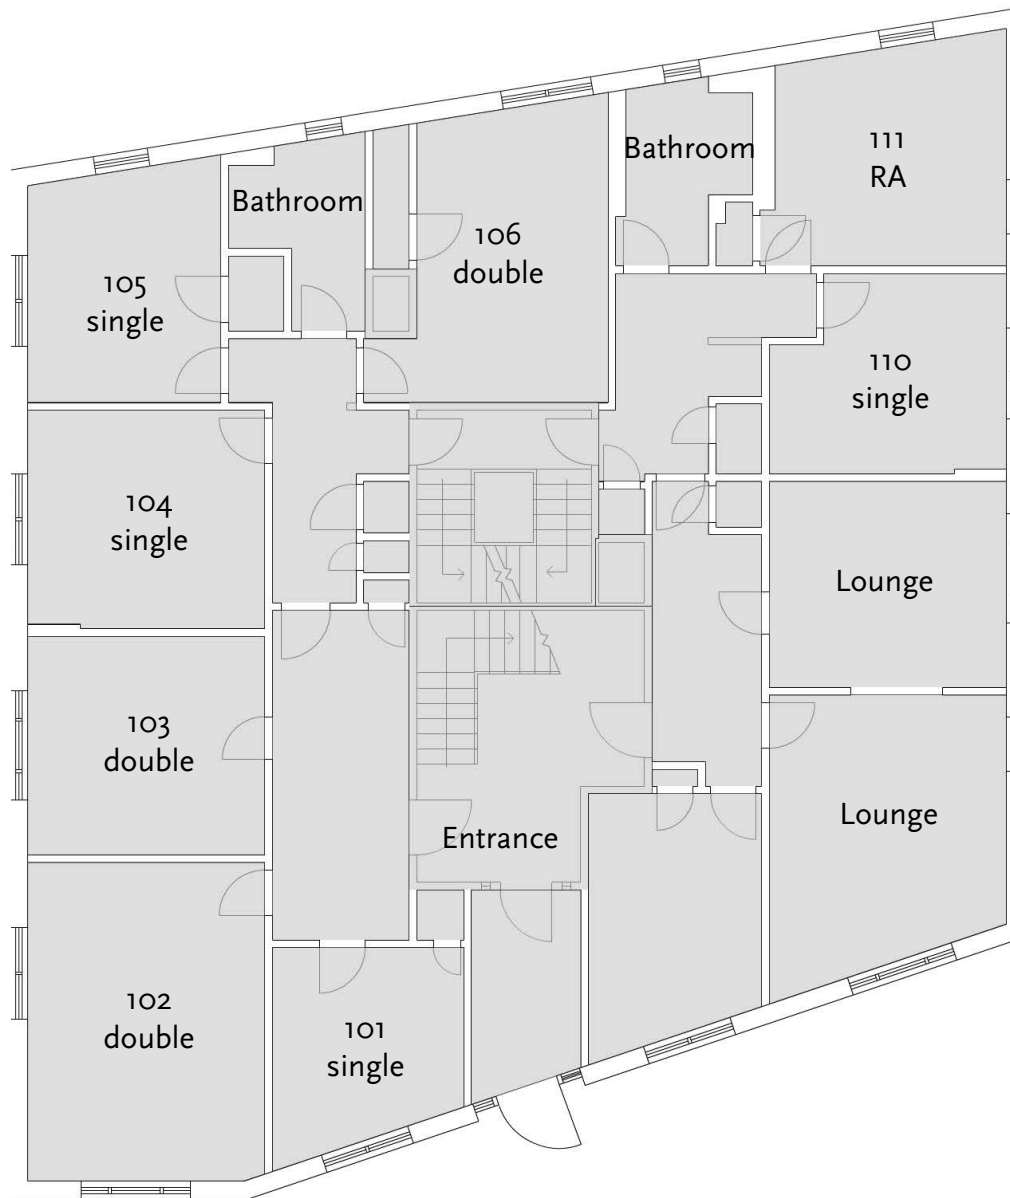 111
RA
Bathroom
Bathroom
106
double
105
single
110
single
104
single
Lounge
103
double
Lounge
Entrance
102
double
101
single